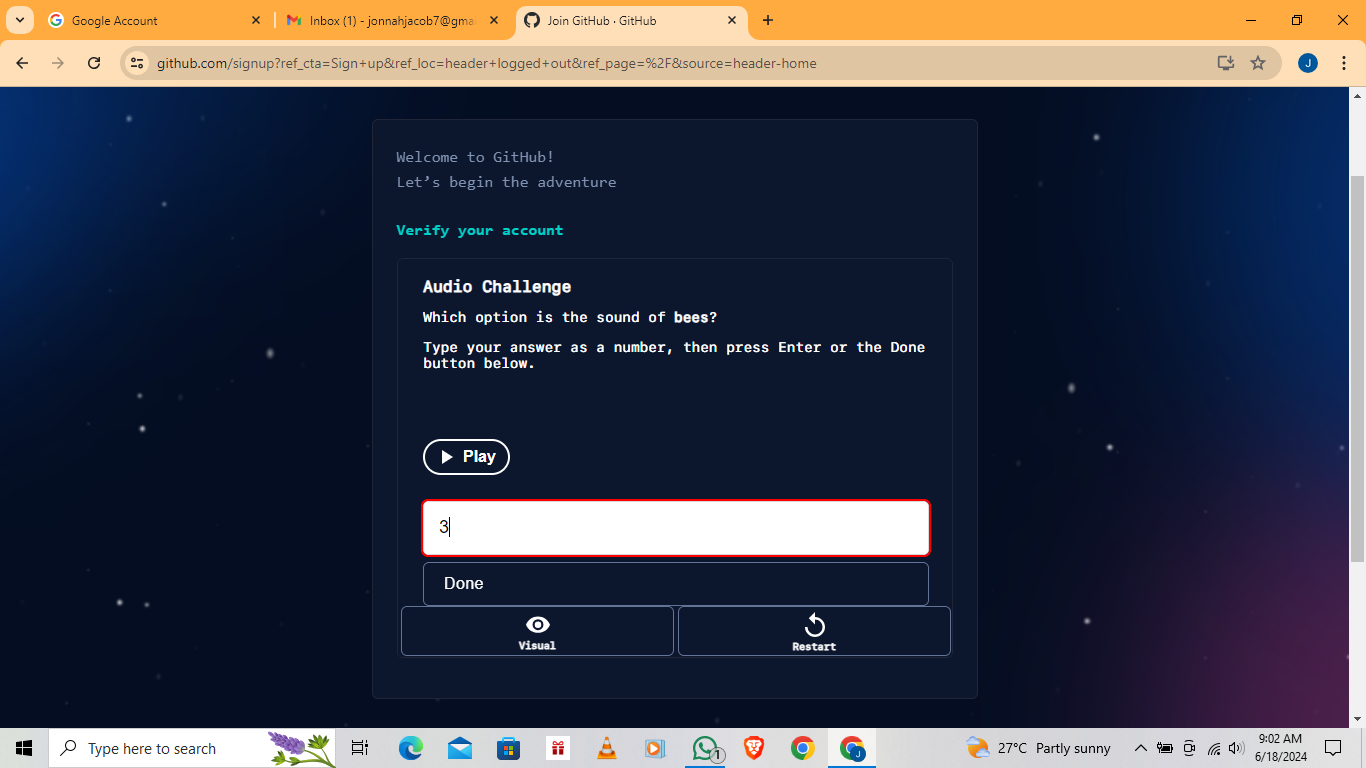 Google Account
Inbox (1) - jonnahjacob7@gma
Join GitHub · GitHub
github.com/signup?ref_cta=Sign+up&ref_loc=header+logged+out&ref_page=%2F&source=header-home
J
Welcome to GitHub!
Let’s begin the adventure
Verify your account
Audio Challenge
Which option is the sound of bees?
Type your answer as a number, then press Enter or the Done
button below.
Play
3
Done
Visual
Restart
Type here to search
1
J
27°C Partly sunny
9:02 AM
6/18/2024